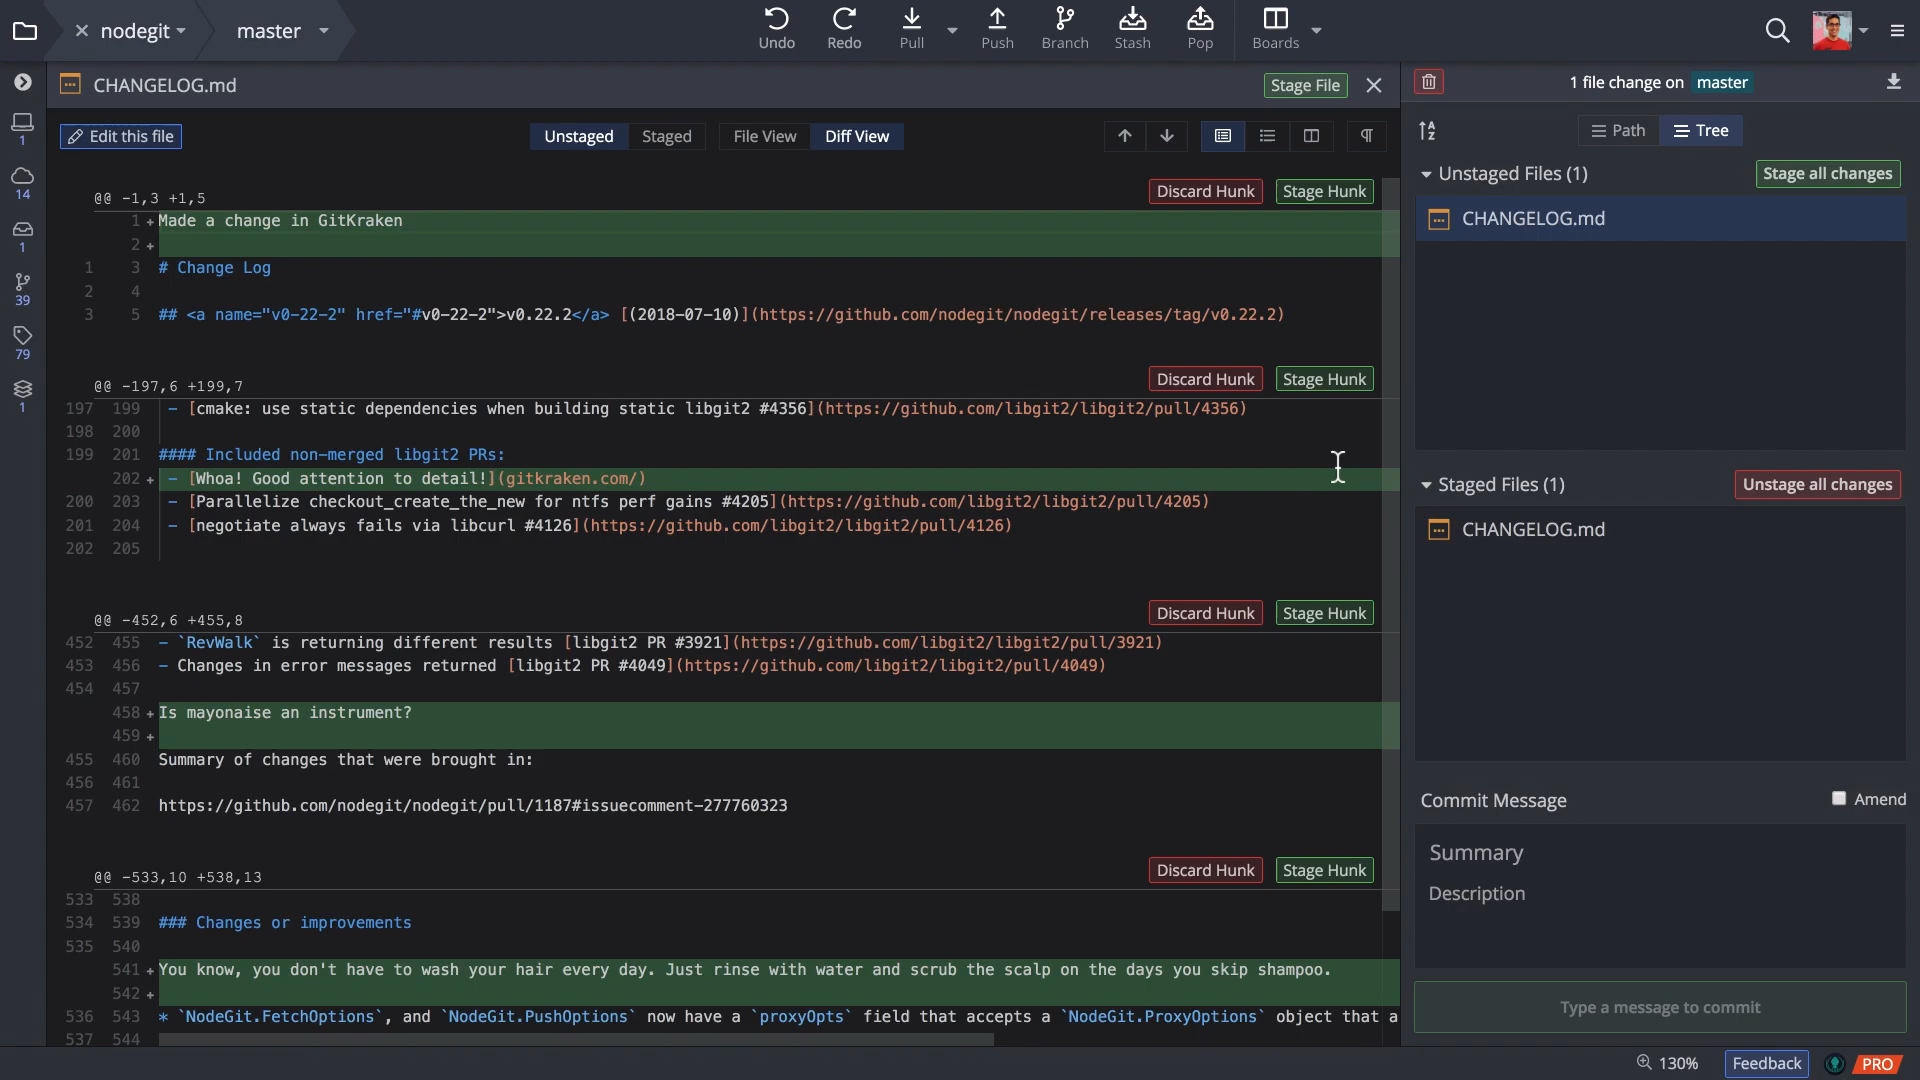 nodegit
master
Undo
Redo
Pull
Push
Branch
Stash
Pop
Boards
CHANGELOG.md
Stage File
1 file change on master
Edit this file
Unstaged
Staged
File View
Diff View
Path
Tree
1
14
1
39
79
1
@@ -1,3 +1,5
Discard Hunk
Stage Hunk
1 +Made a change in GitKraken
2 +
1 3 # Change Log
2 4
3 5 ## <a name="v0-22-2" href="#v0-22-2">v0.22.2</a> [(2018-07-10)](https://github.com/nodegit/nodegit/releases/tag/v0.22.2)
@@ -197,6 +199,7
Discard Hunk
Stage Hunk
197 199 - [cmake: use static dependencies when building static libgit2 #4356](https://github.com/libgit2/libgit2/pull/4356)
198 200
199 201 #### Included non-merged libgit2 PRs:
202 + - [Whoa! Good attention to detail!](gitkraken.com/)
200 203 - [Parallelize checkout_create_the_new for ntfs perf gains #4205](https://github.com/libgit2/libgit2/pull/4205)
201 204 - [negotiate always fails via libcurl #4126](https://github.com/libgit2/libgit2/pull/4126)
202 205
@@ -452,6 +455,8
Discard Hunk
Stage Hunk
452 455 - `RevWalk` is returning different results [libgit2 PR #3921](https://github.com/libgit2/libgit2/pull/3921)
453 456 - Changes in error messages returned [libgit2 PR #4049](https://github.com/libgit2/libgit2/pull/4049)
454 457
458 +Is mayonaise an instrument?
459 +
455 460 Summary of changes that were brought in:
456 461
457 462 https://github.com/nodegit/nodegit/pull/1187#issuecomment-277760323
@@ -533,10 +538,13
Discard Hunk
Stage Hunk
533 538
534 539 ### Changes or improvements
535 540
541 +You know, you don't have to wash your hair every day. Just rinse with water and scrub the scalp on the days you skip shampoo.
542 +
536 543 * `NodeGit.FetchOptions`, and `NodeGit.PushOptions` now have a `proxyOpts` field that accepts a `NodeGit.ProxyOptions` object that a
537 544
Unstaged Files (1)
Stage all changes
CHANGELOG.md
Staged Files (1)
Unstage all changes
CHANGELOG.md
Commit Message
Amend
Summary
Description
Type a message to commit
130%
Feedback
PRO